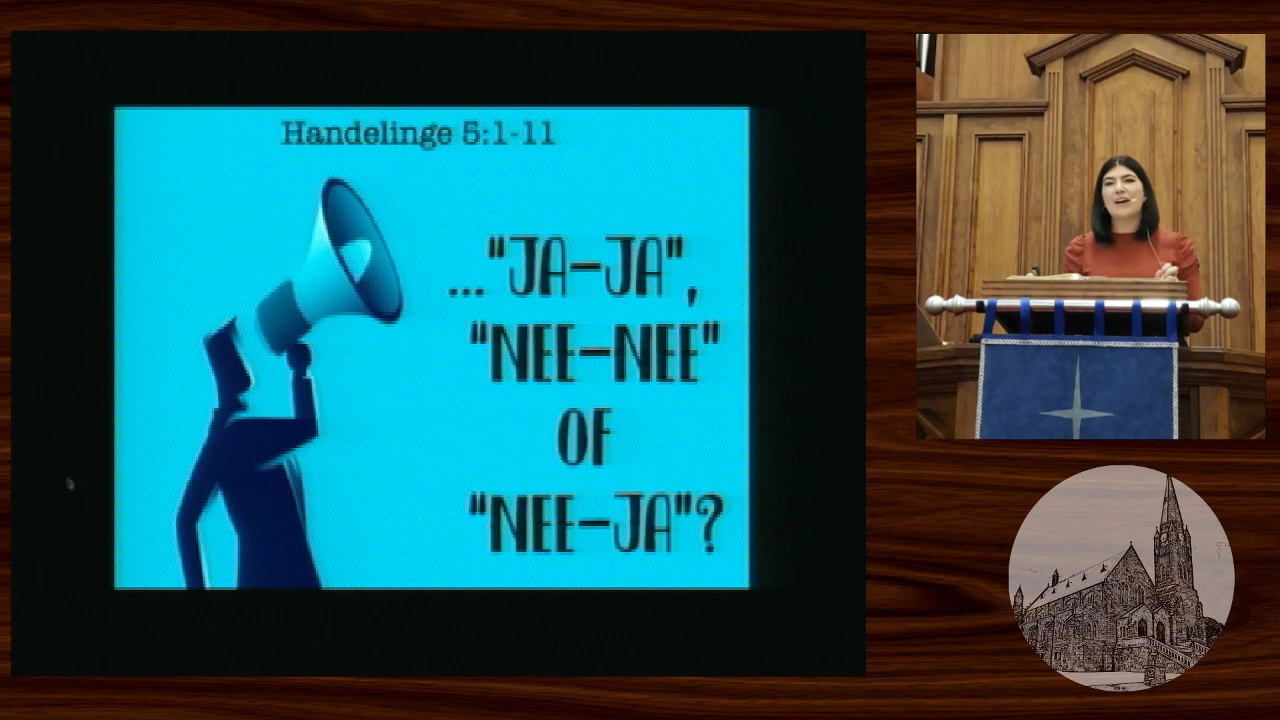 Handelinge 5:1-11
..."JA-JA",
"NEE-NEE"
OF
"NEE-JA"?